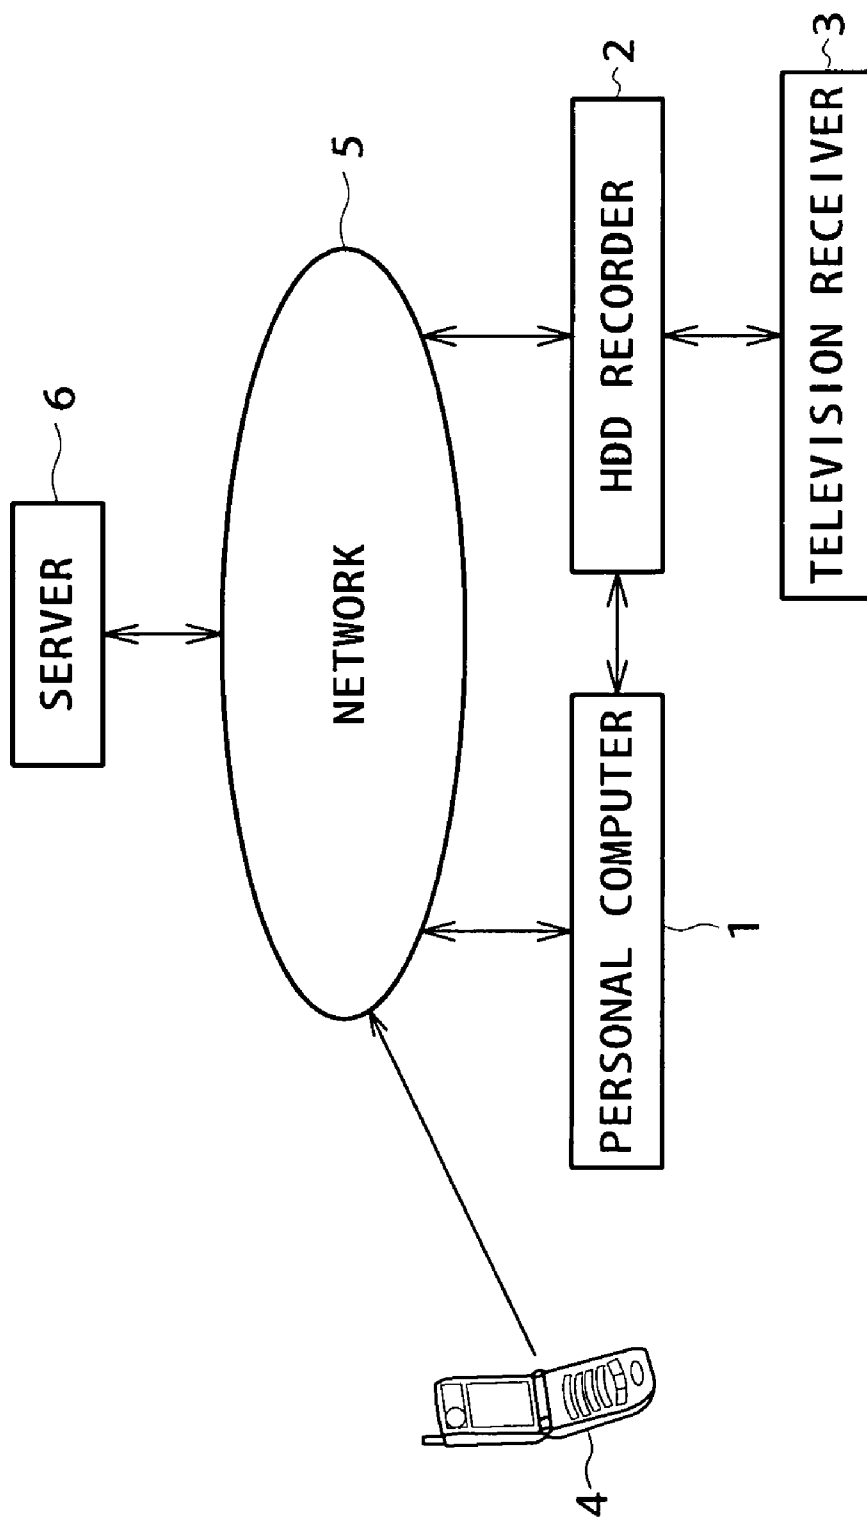 SERVER
6
NETWORK
5
PERSONAL COMPUTER
1
HDD RECORDER
2
TELEVISION RECEIVER
3
4